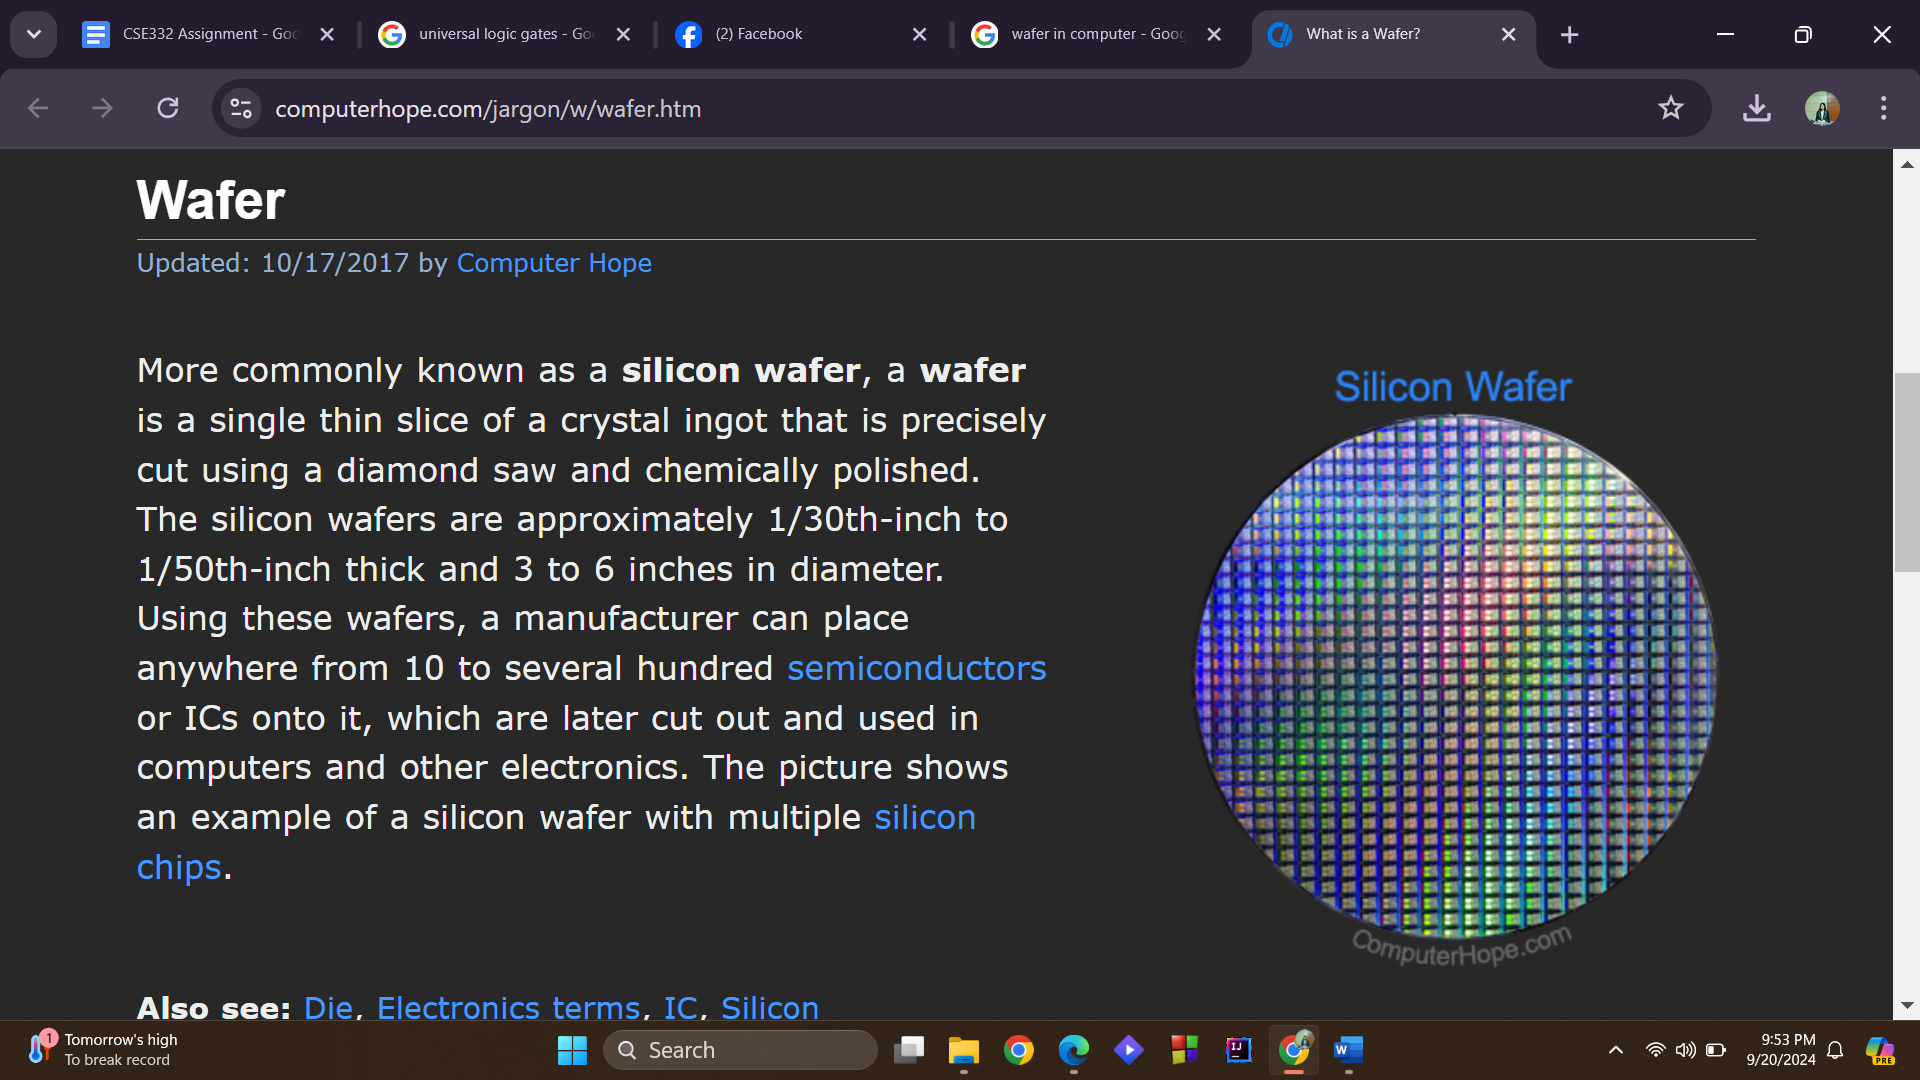 CSE332 Assignment - Goo
universal logic gates - Goo
(2) Facebook
wafer in computer - Goog
What is a Wafer?
computerhope.com/jargon/w/wafer.htm
Wafer
Updated: 10/17/2017 by Computer Hope
More commonly known as a silicon wafer, a wafer
is a single thin slice of a crystal ingot that is precisely
cut using a diamond saw and chemically polished.
The silicon wafers are approximately 1/30th-inch to
1/50th-inch thick and 3 to 6 inches in diameter.
Using these wafers, a manufacturer can place
anywhere from 10 to several hundred semiconductors
or ICs onto it, which are later cut out and used in
computers and other electronics. The picture shows
an example of a silicon wafer with multiple silicon
chips.
Silicon Wafer
ComputerHope.com
Also see: Die, Electronics terms, IC, Silicon
1
Tomorrow's high
To break record
Search
IJ
W
9:53 PM
9/20/2024
PRE